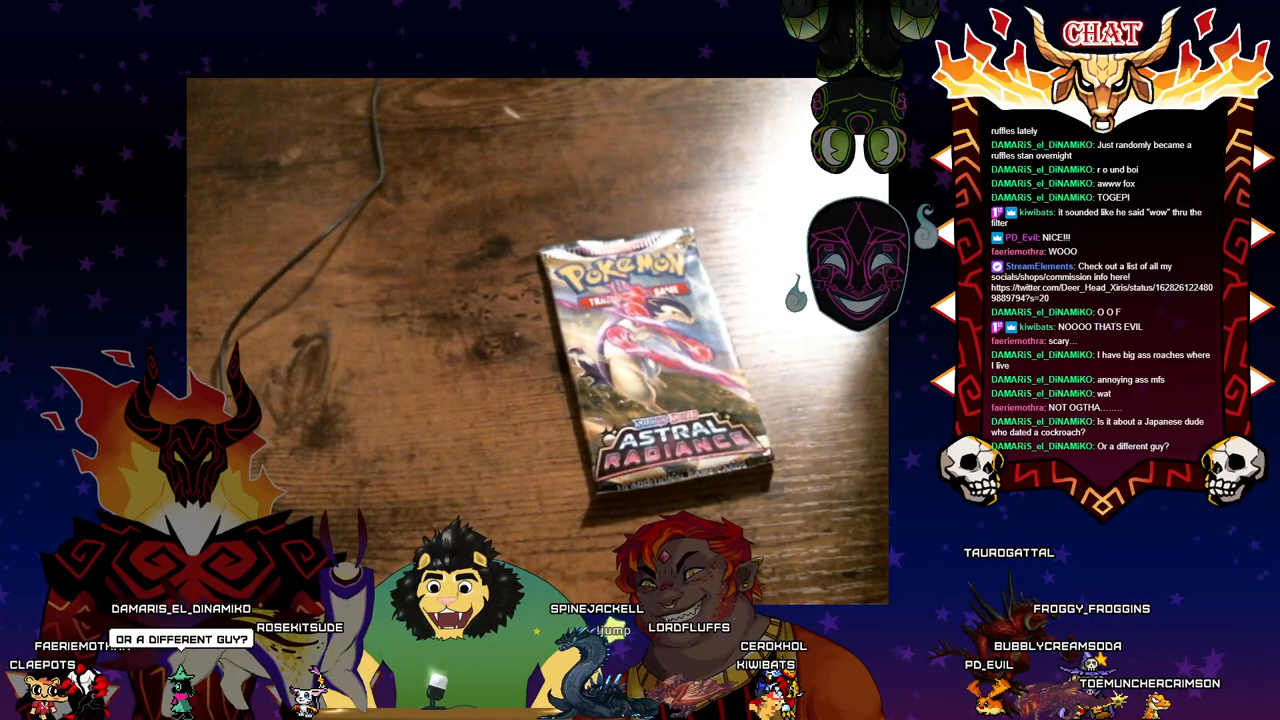 CHAT
ruffles lately
DAMARiS_el_DiNAMiKO: Just randomly became a
ruffles stan overnight
DAMARiS_el_DiNAMiKO: r o und boi
DAMARiS_el_DiNAMiKO: awww fox
DAMARiS_el_DiNAMiKO: TOGEPI
kiwibats: it sounded like he said "wow" thru the
filter
PD_Evil: NICE!!!
faeriemothra: WOOO
StreamElements: Check out a list of all my
socials/shops/commission info here!
https://twitter.com/Deer_Head_Xiris/status/162826122480
9889794?s=20
DAMARiS_el_DiNAMiKO: O O F
kiwibats: NOOOO THATS EVIL
faeriemothra: scary...
DAMARiS_el_DiNAMiKO: I have big ass roaches where
I live
DAMARiS_el_DiNAMiKO: annoying ass mfs
DAMARiS_el_DiNAMiKO: wat
faeriemothra: NOT OGTHA........
DAMARiS_el_DiNAMiKO: Is it about a Japanese dude
who dated a cockroach?
DAMARiS_el_DiNAMiKO: Or a different guy?
POKéMON
ASTRAL
RADIANCE
TAUROGATTAL
DAMARIS_EL_DINAMIKO
SPINEJACKELL
FROGGY_FROGGINS
ROSEKITSUDE
!jump
LORDFLUFFS
OR A DIFFERENT GUY?
CEROKHOL
BUBBLYCREAMSODA
CLAEPOTS
KIWIBATS
PD_EVIL
TOEMUNCHERCRIMSON